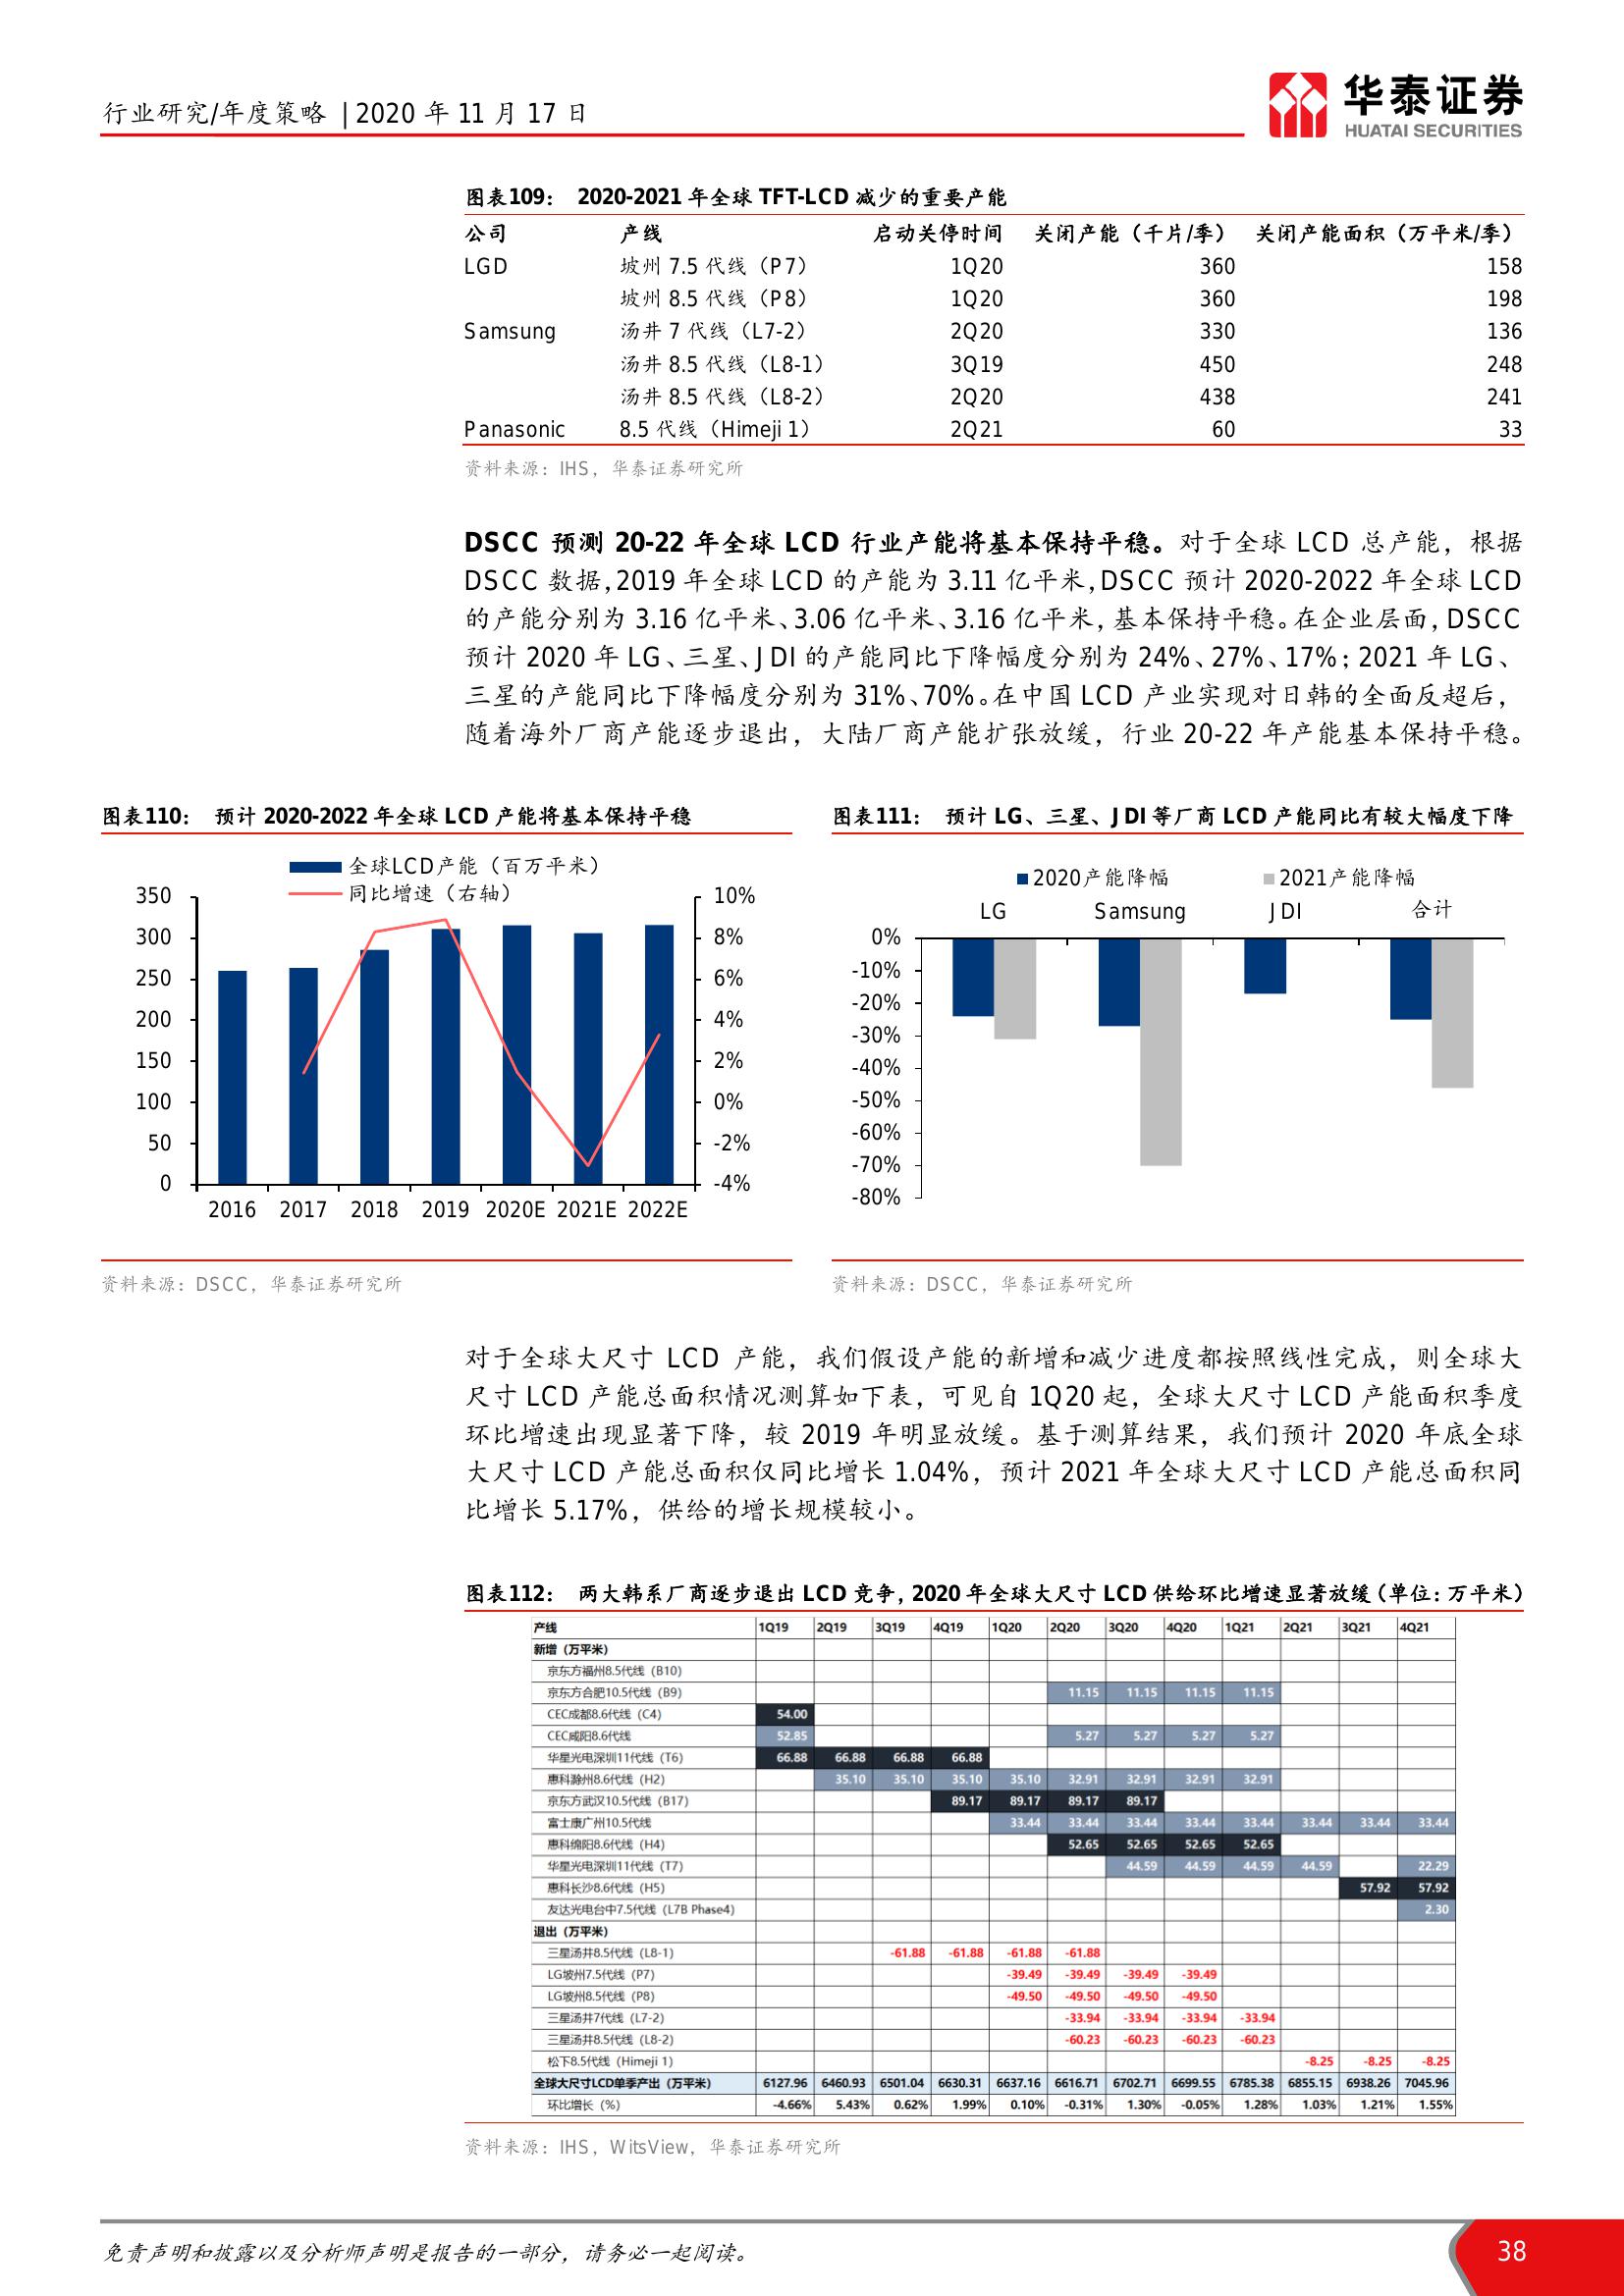 行业研究/年度策略 | 2020 年 11 月 17 日
华泰证券
HUATAI SECURITIES
图表109： 2020-2021 年全球 TFT-LCD 减少的重要产能
公司 产线 启动关停时间 关闭产能（千片/季） 关闭产能面积（万平米/季）
LGD 坡州 7.5 代线（P7） 1Q20 360 158
坡州 8.5 代线（P8） 1Q20 360 198
Samsung 汤井 7 代线（L7-2） 2Q20 330 136
汤井 8.5 代线（L8-1） 3Q19 450 248
汤井 8.5 代线（L8-2） 2Q20 438 241
Panasonic 8.5 代线（Himeji 1） 2Q21 60 33
资料来源：IHS，华泰证券研究所
DSCC 预测 20-22 年全球 LCD 行业产能将基本保持平稳。对于全球 LCD 总产能，根据
DSCC 数据，2019 年全球 LCD 的产能为 3.11 亿平米，DSCC 预计 2020-2022 年全球 LCD
的产能分别为 3.16 亿平米、3.06 亿平米、3.16 亿平米，基本保持平稳。在企业层面，DSCC
预计 2020 年 LG、三星、JDI 的产能同比下降幅度分别为 24%、27%、17%；2021 年 LG、
三星的产能同比下降幅度分别为 31%、70%。在中国 LCD 产业实现对日韩的全面反超后，
随着海外厂商产能逐步退出，大陆厂商产能扩张放缓，行业 20-22 年产能基本保持平稳。
图表110： 预计 2020-2022 年全球 LCD 产能将基本保持平稳
全球LCD产能（百万平米）
同比增速（右轴）
350 10%
300 8%
250 6%
200 4%
150 2%
100 0%
50 -2%
0 -4%
2016 2017 2018 2019 2020E 2021E 2022E
资料来源：DSCC，华泰证券研究所
图表111： 预计 LG、三星、JDI 等厂商 LCD 产能同比有较大幅度下降
2020产能降幅 2021产能降幅
LG Samsung JDI 合计
0%
-10%
-20%
-30%
-40%
-50%
-60%
-70%
-80%
资料来源：DSCC，华泰证券研究所
对于全球大尺寸 LCD 产能，我们假设产能的新增和减少进度都按照线性完成，则全球大
尺寸 LCD 产能总面积情况测算如下表，可见自 1Q20 起，全球大尺寸 LCD 产能面积季度
环比增速出现显著下降，较 2019 年明显放缓。基于测算结果，我们预计 2020 年底全球
大尺寸 LCD 产能总面积仅同比增长 1.04%，预计 2021 年全球大尺寸 LCD 产能总面积同
比增长 5.17%，供给的增长规模较小。
图表112： 两大韩系厂商逐步退出 LCD 竞争，2020 年全球大尺寸 LCD 供给环比增速显著放缓（单位：万平米）
产线 1Q19 2Q19 3Q19 4Q19 1Q20 2Q20 3Q20 4Q20 1Q21 2Q21 3Q21 4Q21
新增（万平米）
京东方福州8.5代线（B10）
京东方合肥10.5代线（B9） 11.15 11.15 11.15 11.15
CEC成都8.6代线（C4） 54.00
CEC咸阳8.6代线 52.85 5.27 5.27 5.27 5.27
华星光电深圳11代线（T6） 66.88 66.88 66.88 66.88
惠科滁州8.6代线（H2） 35.10 35.10 35.10 35.10 32.91 32.91 32.91 32.91
京东方武汉10.5代线（B17） 89.17 89.17 89.17 89.17
富士康广州10.5代线 33.44 33.44 33.44 33.44 33.44 33.44 33.44 33.44
惠科绵阳8.6代线（H4） 52.65 52.65 52.65 52.65
华星光电深圳11代线（T7） 44.59 44.59 44.59 44.59 22.29
惠科长沙8.6代线（H5） 57.92 57.92
友达光电台中7.5代线（L7B Phase4） 2.30
退出（万平米）
三星汤井8.5代线（L8-1） -61.88 -61.88 -61.88 -61.88
LG坡州7.5代线（P7） -39.49 -39.49 -39.49 -39.49
LG坡州8.5代线（P8） -49.50 -49.50 -49.50 -49.50
三星汤井7代线（L7-2） -33.94 -33.94 -33.94 -33.94
三星汤井8.5代线（L8-2） -60.23 -60.23 -60.23 -60.23
松下8.5代线（Himeji 1） -8.25 -8.25 -8.25
全球大尺寸LCD单季产出（万平米） 6127.96 6460.93 6501.04 6630.31 6637.16 6616.71 6702.71 6699.55 6785.38 6855.15 6938.26 7045.96
环比增长（%） -4.66% 5.43% 0.62% 1.99% 0.10% -0.31% 1.30% -0.05% 1.28% 1.03% 1.21% 1.55%
资料来源：IHS，WitsView，华泰证券研究所
免责声明和披露以及分析师声明是报告的一部分，请务必一起阅读。
38